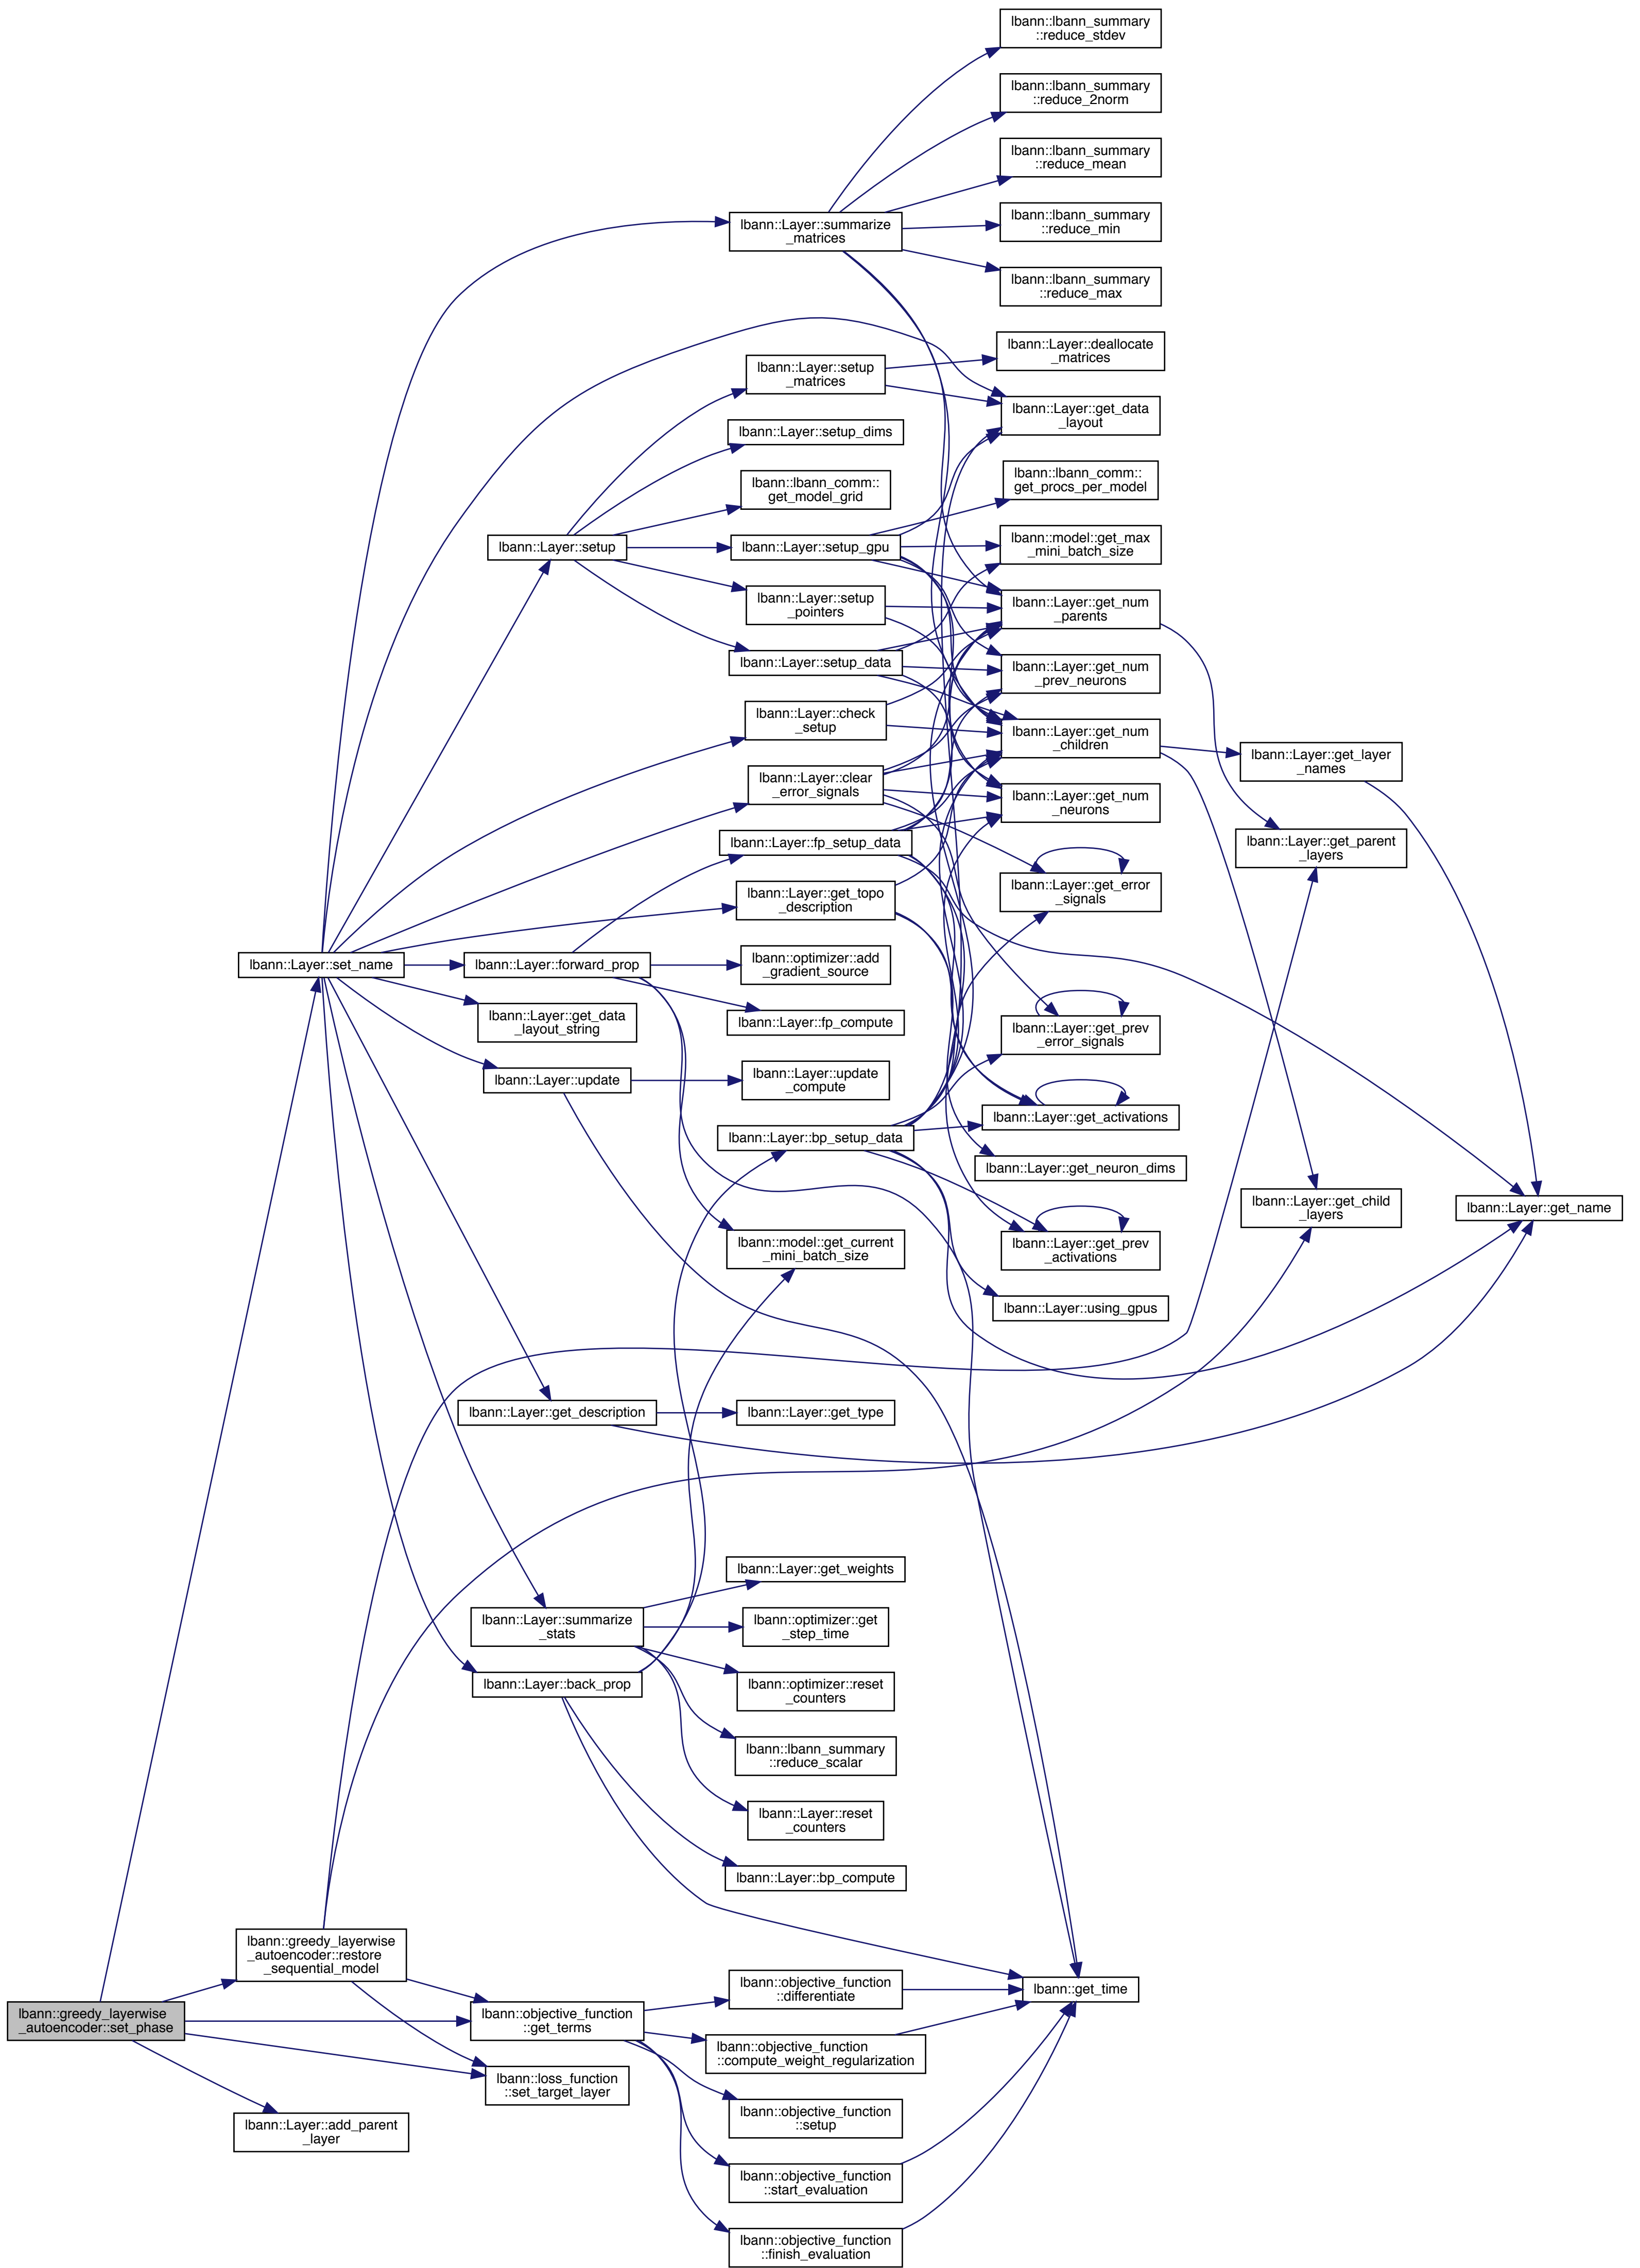 lbann::lbann_summary
::reduce_stdev
lbann::lbann_summary
::reduce_2norm
lbann::lbann_summary
::reduce_mean
lbann::Layer::summarize
_matrices
lbann::lbann_summary
::reduce_min
lbann::lbann_summary
::reduce_max
lbann::Layer::deallocate
_matrices
lbann::Layer::setup
_matrices
lbann::Layer::get_data
_layout
lbann::Layer::setup_dims
lbann::lbann_comm::
get_procs_per_model
lbann::lbann_comm::
get_model_grid
lbann::Layer::setup
lbann::Layer::setup_gpu
lbann::model::get_max
_mini_batch_size
lbann::Layer::setup
_pointers
lbann::Layer::get_num
_parents
lbann::Layer::setup_data
lbann::Layer::get_num
_prev_neurons
lbann::Layer::check
_setup
lbann::Layer::get_num
_children
lbann::Layer::get_layer
_names
lbann::Layer::clear
_error_signals
lbann::Layer::get_num
_neurons
lbann::Layer::fp_setup_data
lbann::Layer::get_parent
_layers
lbann::Layer::get_topo
_description
lbann::Layer::get_error
_signals
lbann::Layer::set_name
lbann::Layer::forward_prop
lbann::optimizer::add
_gradient_source
lbann::Layer::get_data
_layout_string
lbann::Layer::fp_compute
lbann::Layer::get_prev
_error_signals
lbann::Layer::update
lbann::Layer::update
_compute
lbann::Layer::get_activations
lbann::Layer::bp_setup_data
lbann::Layer::get_neuron_dims
lbann::Layer::get_child
_layers
lbann::Layer::get_name
lbann::model::get_current
_mini_batch_size
lbann::Layer::get_prev
_activations
lbann::Layer::using_gpus
lbann::Layer::get_description
lbann::Layer::get_type
lbann::Layer::get_weights
lbann::Layer::summarize
_stats
lbann::optimizer::get
_step_time
lbann::Layer::back_prop
lbann::optimizer::reset
_counters
lbann::lbann_summary
::reduce_scalar
lbann::Layer::reset
_counters
lbann::Layer::bp_compute
lbann::greedy_layerwise
_autoencoder::restore
_sequential_model
lbann::greedy_layerwise
_autoencoder::set_phase
lbann::objective_function
::get_terms
lbann::objective_function
::differentiate
lbann::get_time
lbann::objective_function
::compute_weight_regularization
lbann::loss_function
::set_target_layer
lbann::Layer::add_parent
_layer
lbann::objective_function
::setup
lbann::objective_function
::start_evaluation
lbann::objective_function
::finish_evaluation